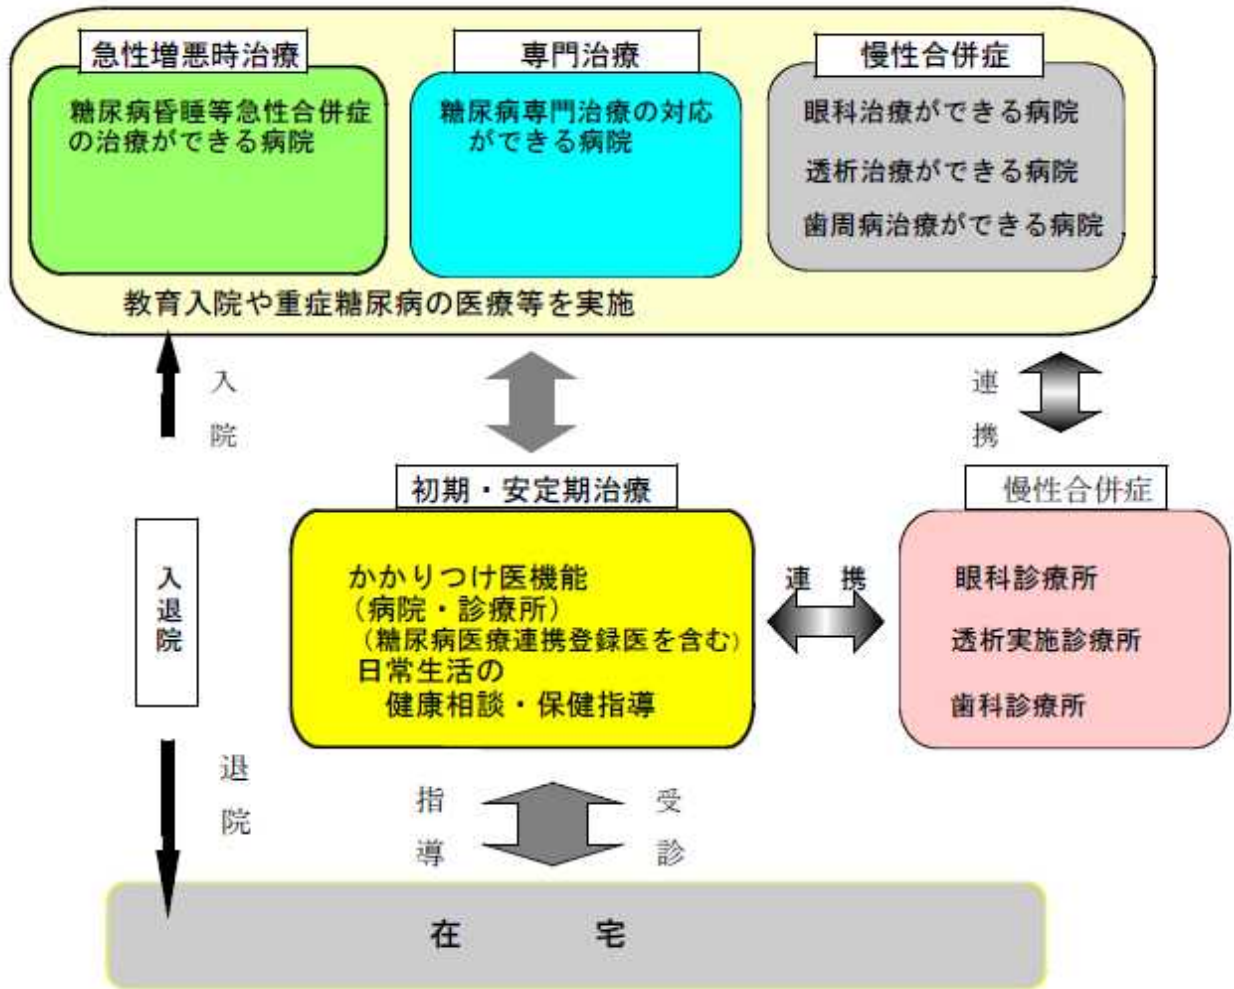 急性増悪時治療
糖尿病昏睡等急性合併症
の治療ができる病院
専門治療
糖尿病専門治療の対応
ができる病院
慢性合併症
眼科治療ができる病院
透析治療ができる病院
歯周病治療ができる病院
教育入院や重症糖尿病の医療等を実施
入院
連携
初期・安定期治療
かかりつけ医機能
(病院・診療所)
(糖尿病医療連携登録医を含む)
日常生活の
健康相談・保健指導
連 携
慢性合併症
眼科診療所
透析実施診療所
歯科診療所
入退院
退院
指導
受診
在 宅